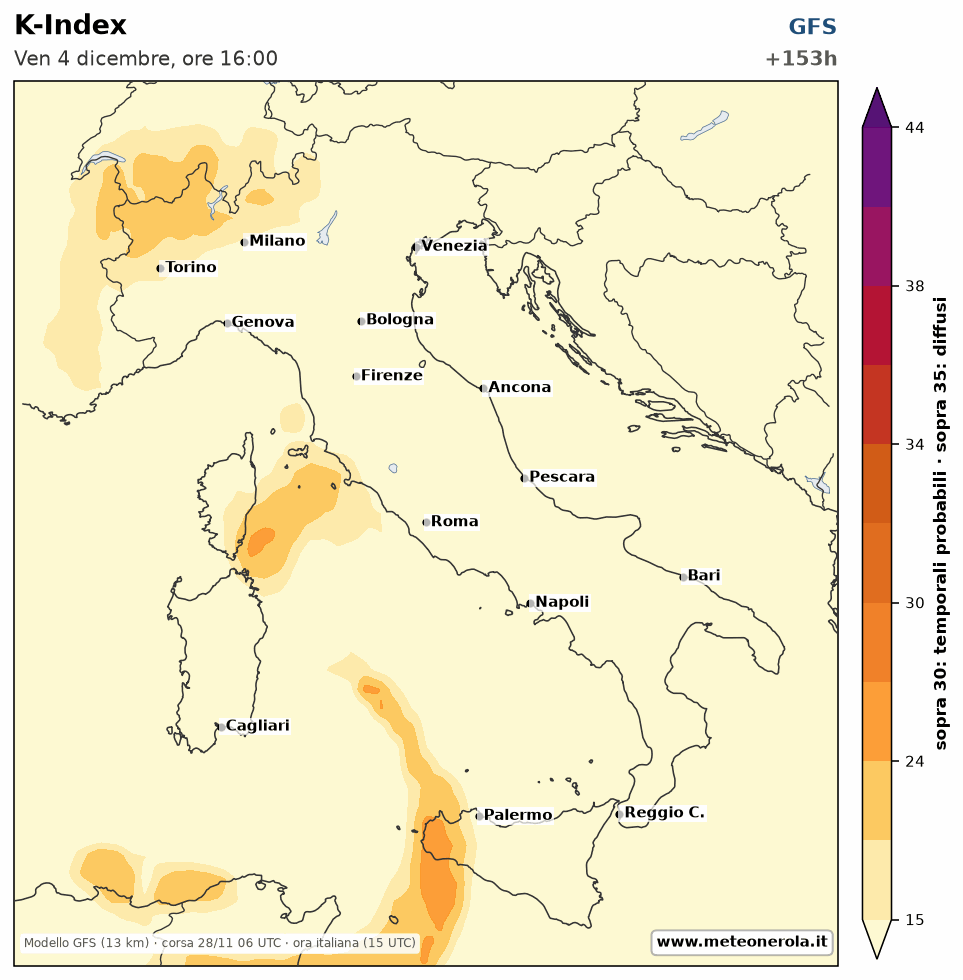 K-Index
GFS
Ven 4 dicembre, ore 16:00
+153h
44
38
34
30
24
15
sopra 30: temporali probabili · sopra 35: diffusi
Milano
Venezia
Torino
Genova
Bologna
Firenze
Ancona
Pescara
Roma
Bari
Napoli
Cagliari
Palermo
Reggio C.
Modello GFS (13 km) · corsa 28/11 06 UTC · ora italiana (15 UTC)
www.meteonerola.it